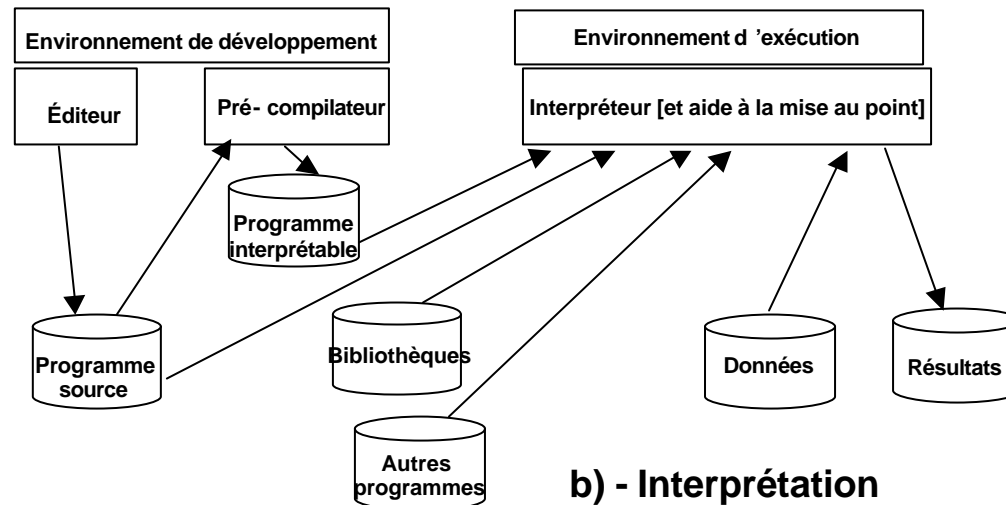 Environnement de développement
Environnement d ’exécution
Éditeur
Pré- compilateur
Interpréteur [et aide à la mise au point]
Programme
interprétable
Programme
source
Bibliothèques
Données
Résultats
Autres
programmes
b) - Interprétation